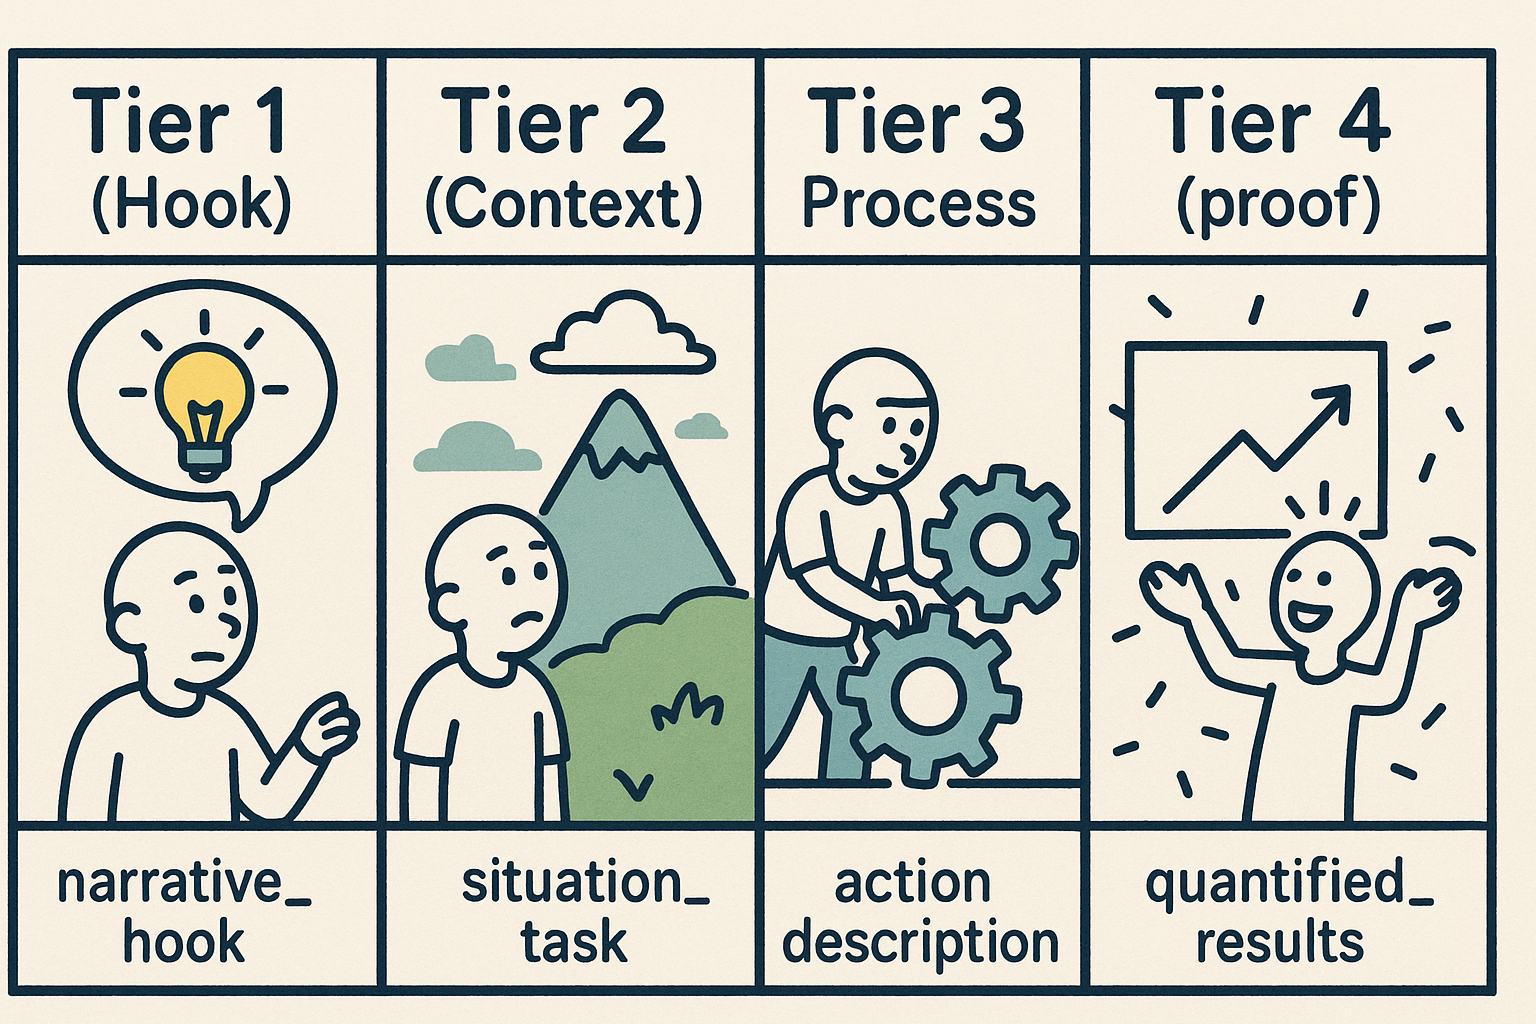 Tier 1
(Hook)
Tier 2
(Context)
Tier 3
Process
Tier 4
(proof)
narrative_
hook
situation_
task
action
description
quantified_
results